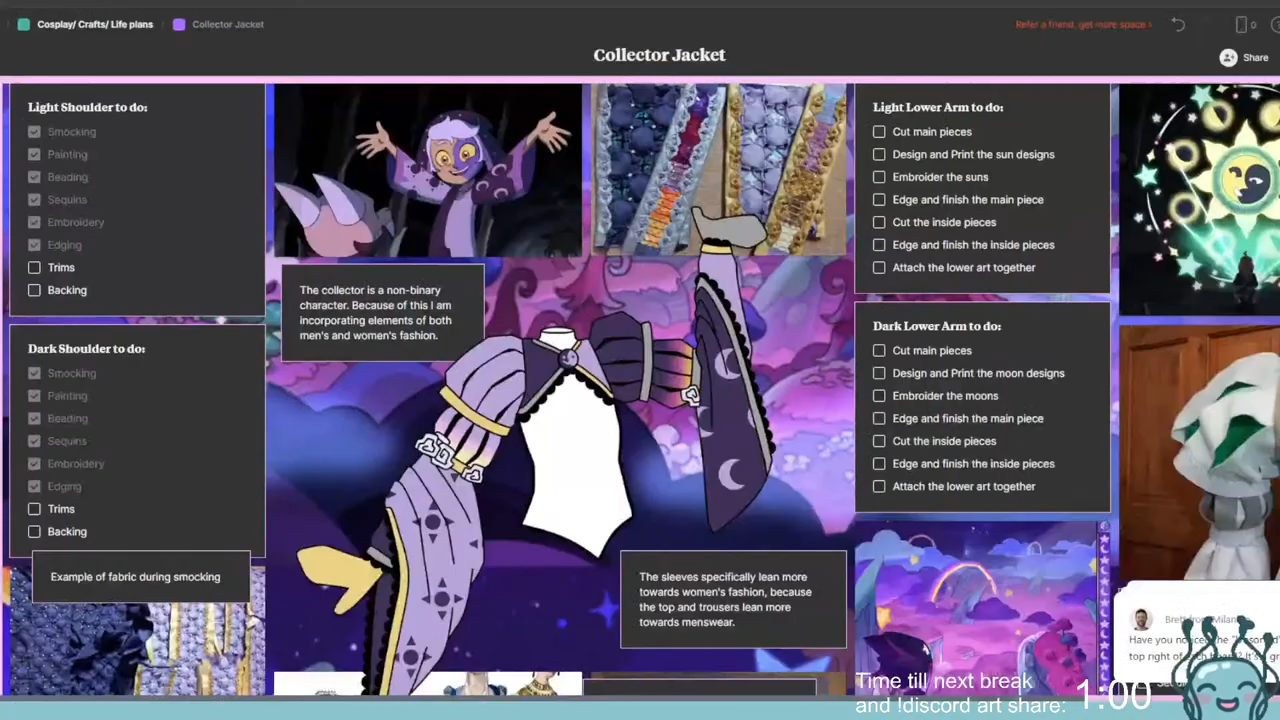 Cosplay/ Crafts/ Life plans
Collector Jacket
Refer a friend, get more space ›
0
Collector Jacket
Share
Light Shoulder to do:
Smocking
Painting
Beading
Sequins
Embroidery
Edging
Trims
Backing
Dark Shoulder to do:
Smocking
Painting
Beading
Sequins
Embroidery
Edging
Trims
Backing
Example of fabric during smocking
The collector is a non-binary
character. Because of this I am
incorporating elements of both
men's and women's fashion.
The sleeves specifically lean more
towards women's fashion, because
the top and trousers lean more
towards menswear.
Light Lower Arm to do:
Cut main pieces
Design and Print the sun designs
Embroider the suns
Edge and finish the main piece
Cut the inside pieces
Edge and finish the inside pieces
Attach the lower art together
Dark Lower Arm to do:
Cut main pieces
Design and Print the moon designs
Embroider the moons
Edge and finish the main piece
Cut the inside pieces
Edge and finish the inside pieces
Attach the lower art together
Have you noticed the
top right of each board? It's
Time till next break
and !discord art share:
1:00